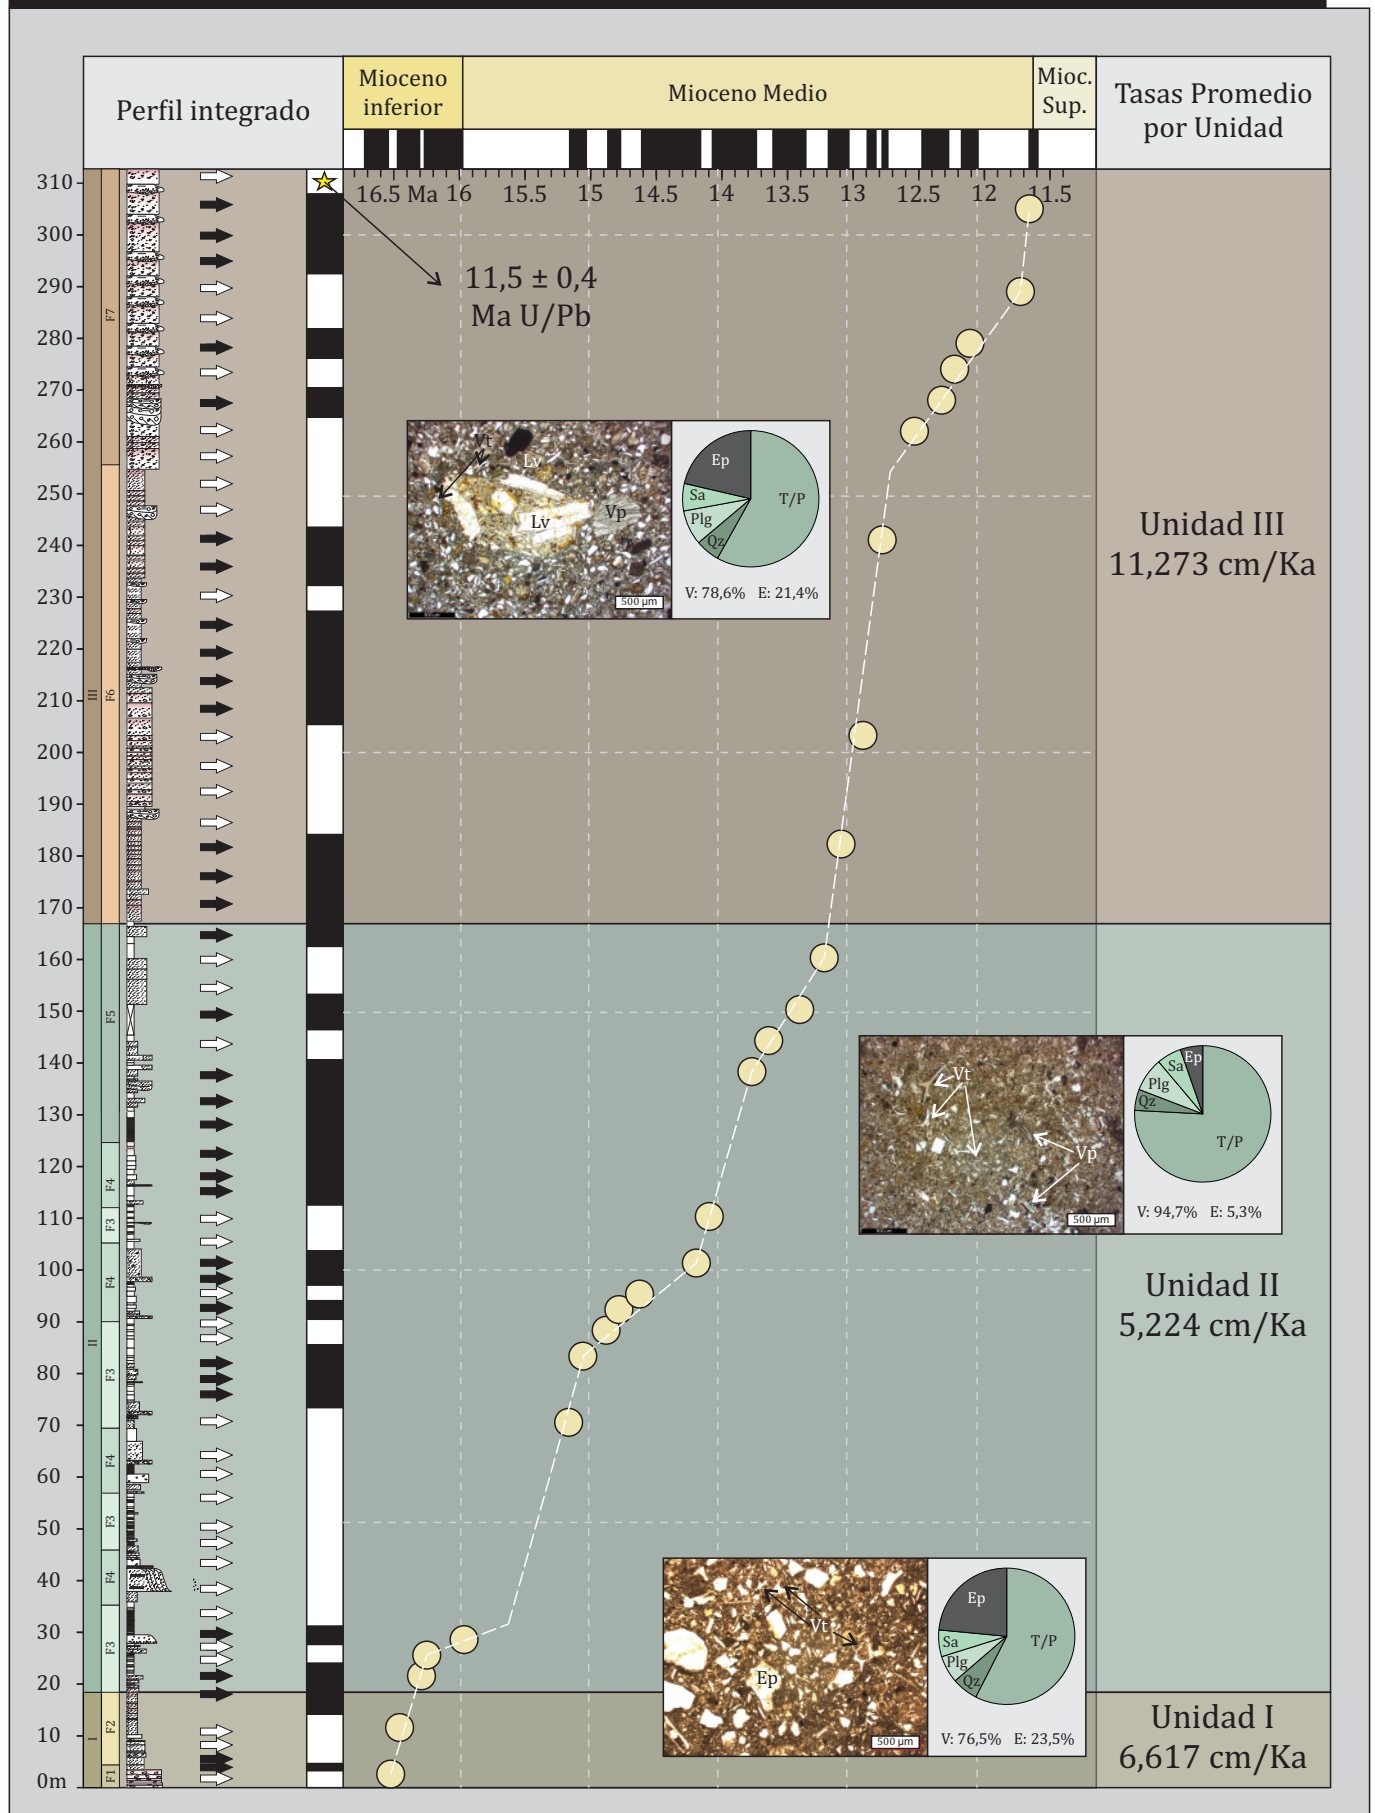 Perfil integrado
Mioceno
inferior
Mioceno Medio
Mioc.
Sup.
Tasas Promedio
por Unidad
16.5 Ma 16 15.5 15 14.5 14 13.5 13 12.5 12 11.5
310
300
290
280
270
260
250
240
230
220
210
200
190
180
170
160
150
140
130
120
110
100
90
80
70
60
50
40
30
20
10
0m
III
II
I
F7
F6
F5
F4
F3
F4
F3
F4
F3
F4
F3
F2
F1
11,5 ± 0,4
Ma U/Pb
Vt
Lv
Lv
Vp
500 µm
Ep
Sa
Plg
Qz
T/P
V: 78,6% E: 21,4%
Unidad III
11,273 cm/Ka
Vt
Vp
500 µm
Ep
Sa
Plg
Qz
T/P
V: 94,7% E: 5,3%
Unidad II
5,224 cm/Ka
Vt
Ep
500 µm
Ep
Sa
Plg
Qz
T/P
V: 76,5% E: 23,5%
Unidad I
6,617 cm/Ka